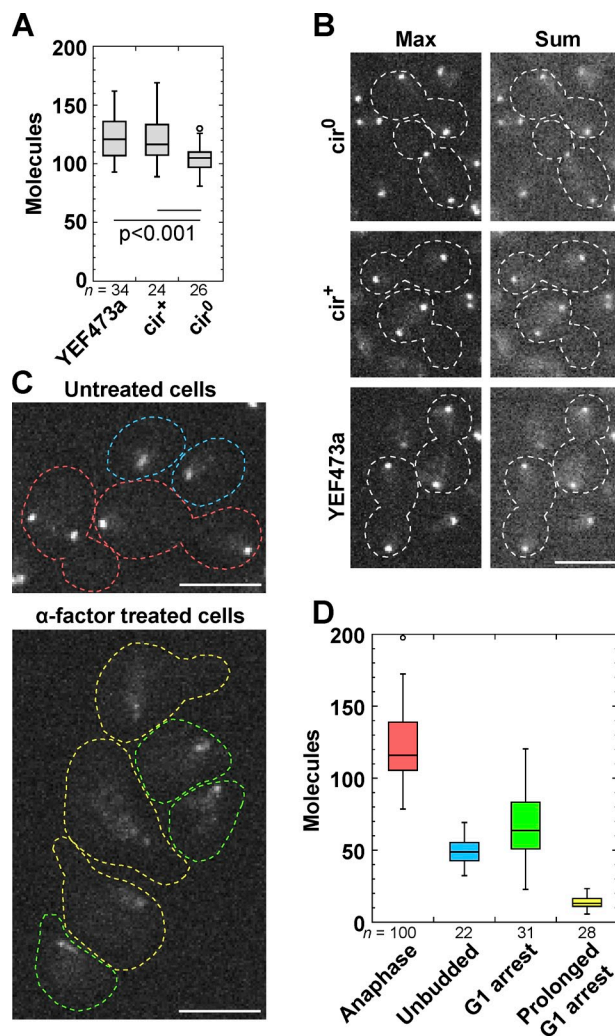 A
200
150
100
50
0
Molecules
p<0.001
n = 34 24 26
YEF473a cir⁺ cir⁰
B
Max Sum
cir⁰
cir⁺
YEF473a
C
Untreated cells
α-factor treated cells
D
200
150
100
50
0
Molecules
n = 100 22 31 28
Anaphase Unbudded G1 arrest Prolonged
G1 arrest